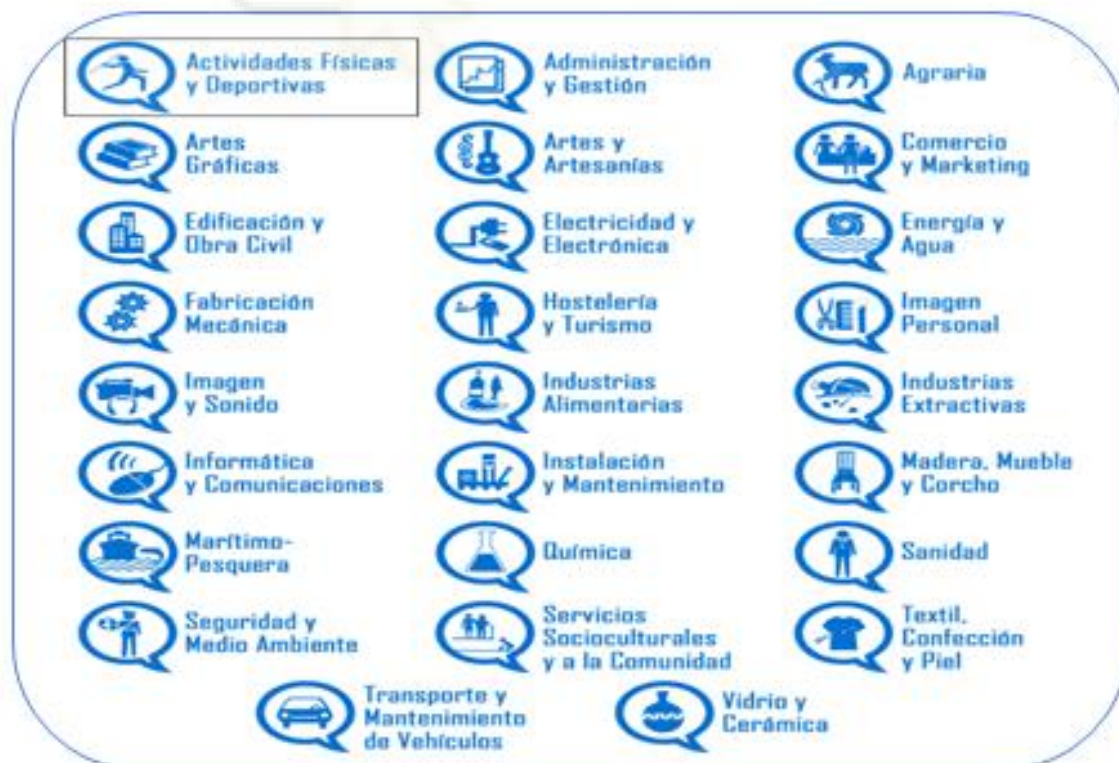 Actividades Físicas
y Deportivas
Administración
y Gestión
Agraria
Artes
Gráficas
Artes y
Artesanías
Comercio
y Marketing
Edificación y
Obra Civil
Electricidad y
Electrónica
Energía y
Agua
Fabricación
Mecánica
Hostelería
y Turismo
Imagen
Personal
Imagen
y Sonido
Industrias
Alimentarias
Industrias
Extractivas
Informática
y Comunicaciones
Instalación
y Mantenimiento
Madera, Mueble
y Corcho
Marítimo-
Pesquera
Química
Sanidad
Seguridad y
Medio Ambiente
Servicios
Socioculturales
y a la Comunidad
Textil,
Confección
y Piel
Transporte y
Mantenimiento
de Vehículos
Vidrio y
Cerámica